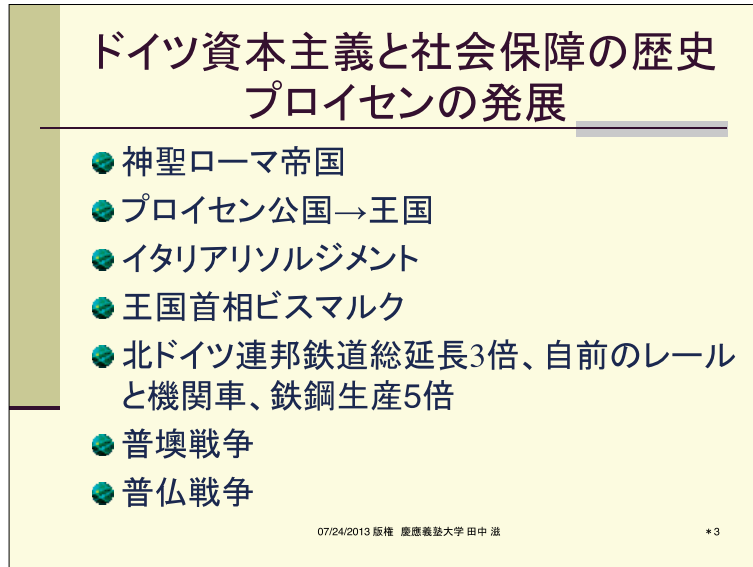 ドイツ資本主義と社会保障の歴史
プロイセンの発展
神聖ローマ帝国
プロイセン公国→王国
イタリアリソルジメント
王国首相ビスマルク
北ドイツ連邦鉄道総延長3倍、自前のレール
と機関車、鉄鋼生産5倍
普墺戦争
普仏戦争
07/24/2013 版権 慶應義塾大学 田中 滋
*3